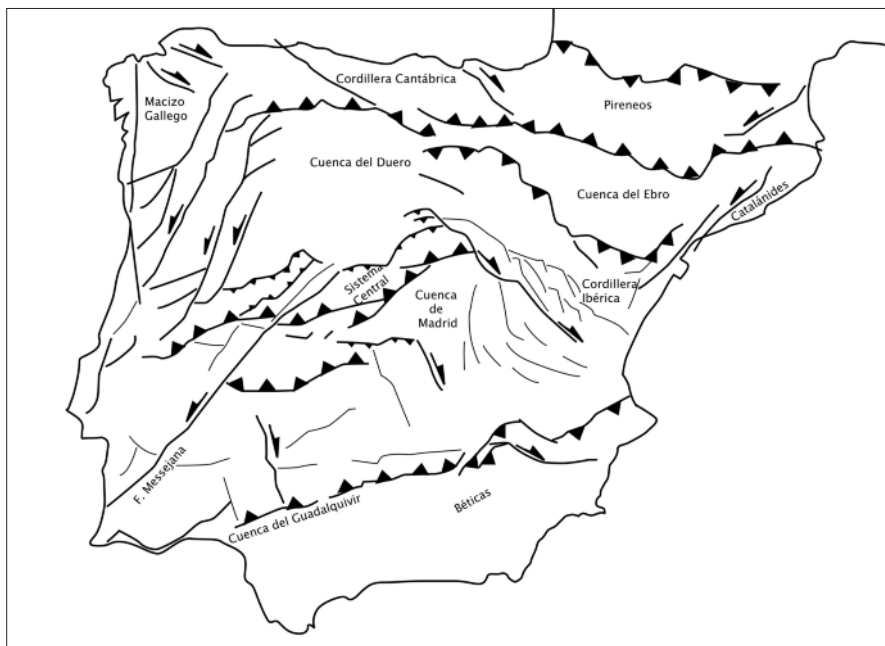 Cordillera Cantábrica
Macizo
Gallego
Pireneos
Cuenca del Duero
Cuenca del Ebro
Catalánides
Sistema
Central
Cordillera
Ibérica
Cuenca
de
Madrid
F. Messejana
Cuenca del Guadalquivir
Béticas